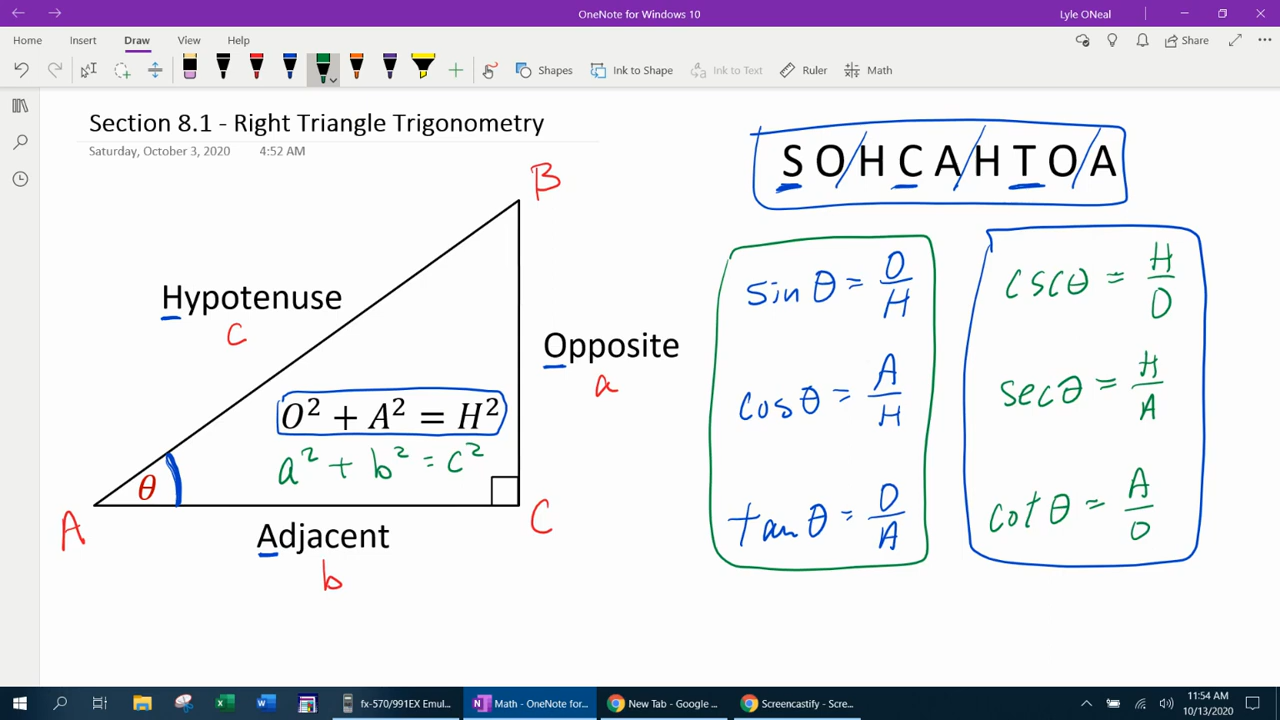 OneNote for Windows 10
Lyle ONeal
Home Insert Draw View Help
Share
Shapes
Ink to Shape
Ink to Text
Ruler
Math
Section 8.1 - Right Triangle Trigonometry
Saturday, October 3, 2020 4:52 AM
S O H C A H T O A
B
Hypotenuse
c
Opposite
a
O² + A² = H²
a² + b² = c²
θ
A
C
Adjacent
b
sin θ = O/H
cos θ = A/H
tan θ = O/A
csc θ = H/O
sec θ = H/A
cot θ = A/O
fx-570/991EX Emul...
Math - OneNote for...
New Tab - Google ...
Screencastify - Scre...
11:54 AM
10/13/2020